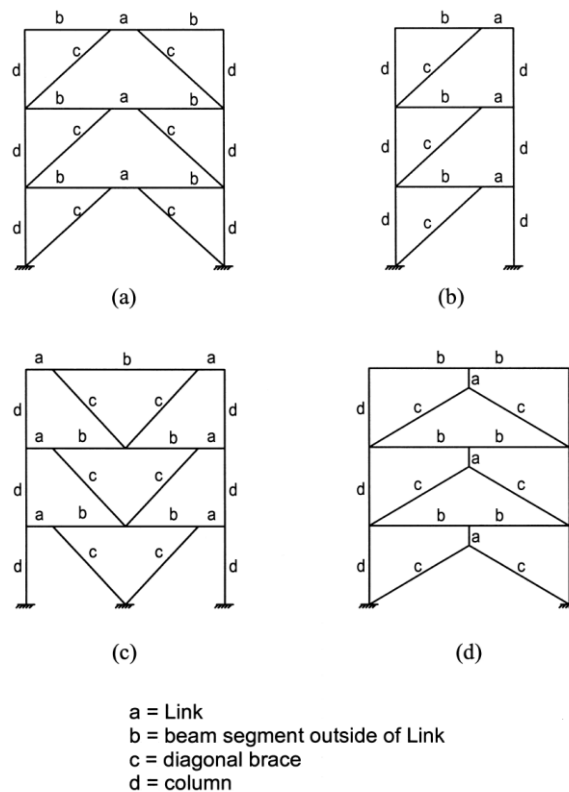 b a b
d c c d
b a b
d c c d
b a b
d c c d
(a)
b a
d c d
b a
d c d
b a
d c d
(b)
a b a
d c c d
a b b a
d c c d
a b b a
d c c d
(c)
b b
a
d c c
b b
a
d c c
b b
a
d c c
(d)
a = Link
b = beam segment outside of Link
c = diagonal brace
d = column